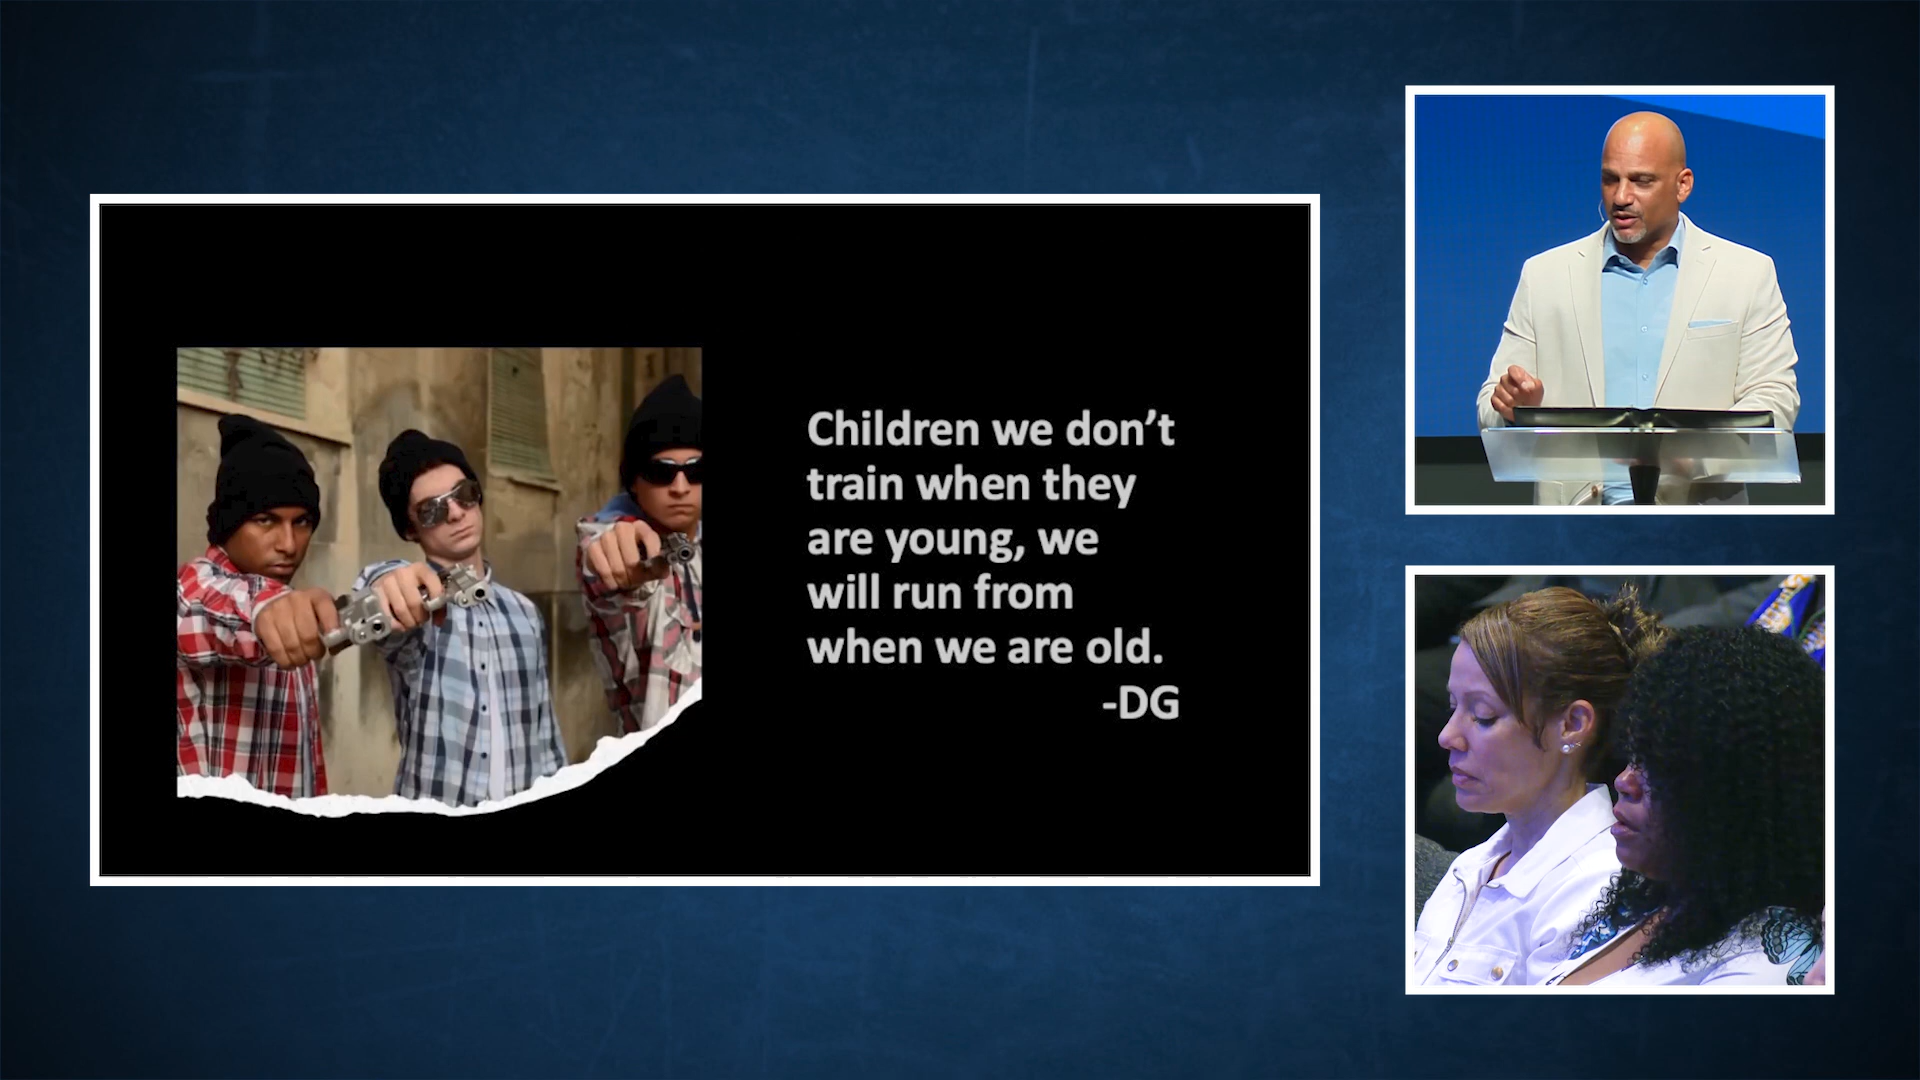 Children we don’t
train when they
are young, we
will run from
when we are old.
-DG